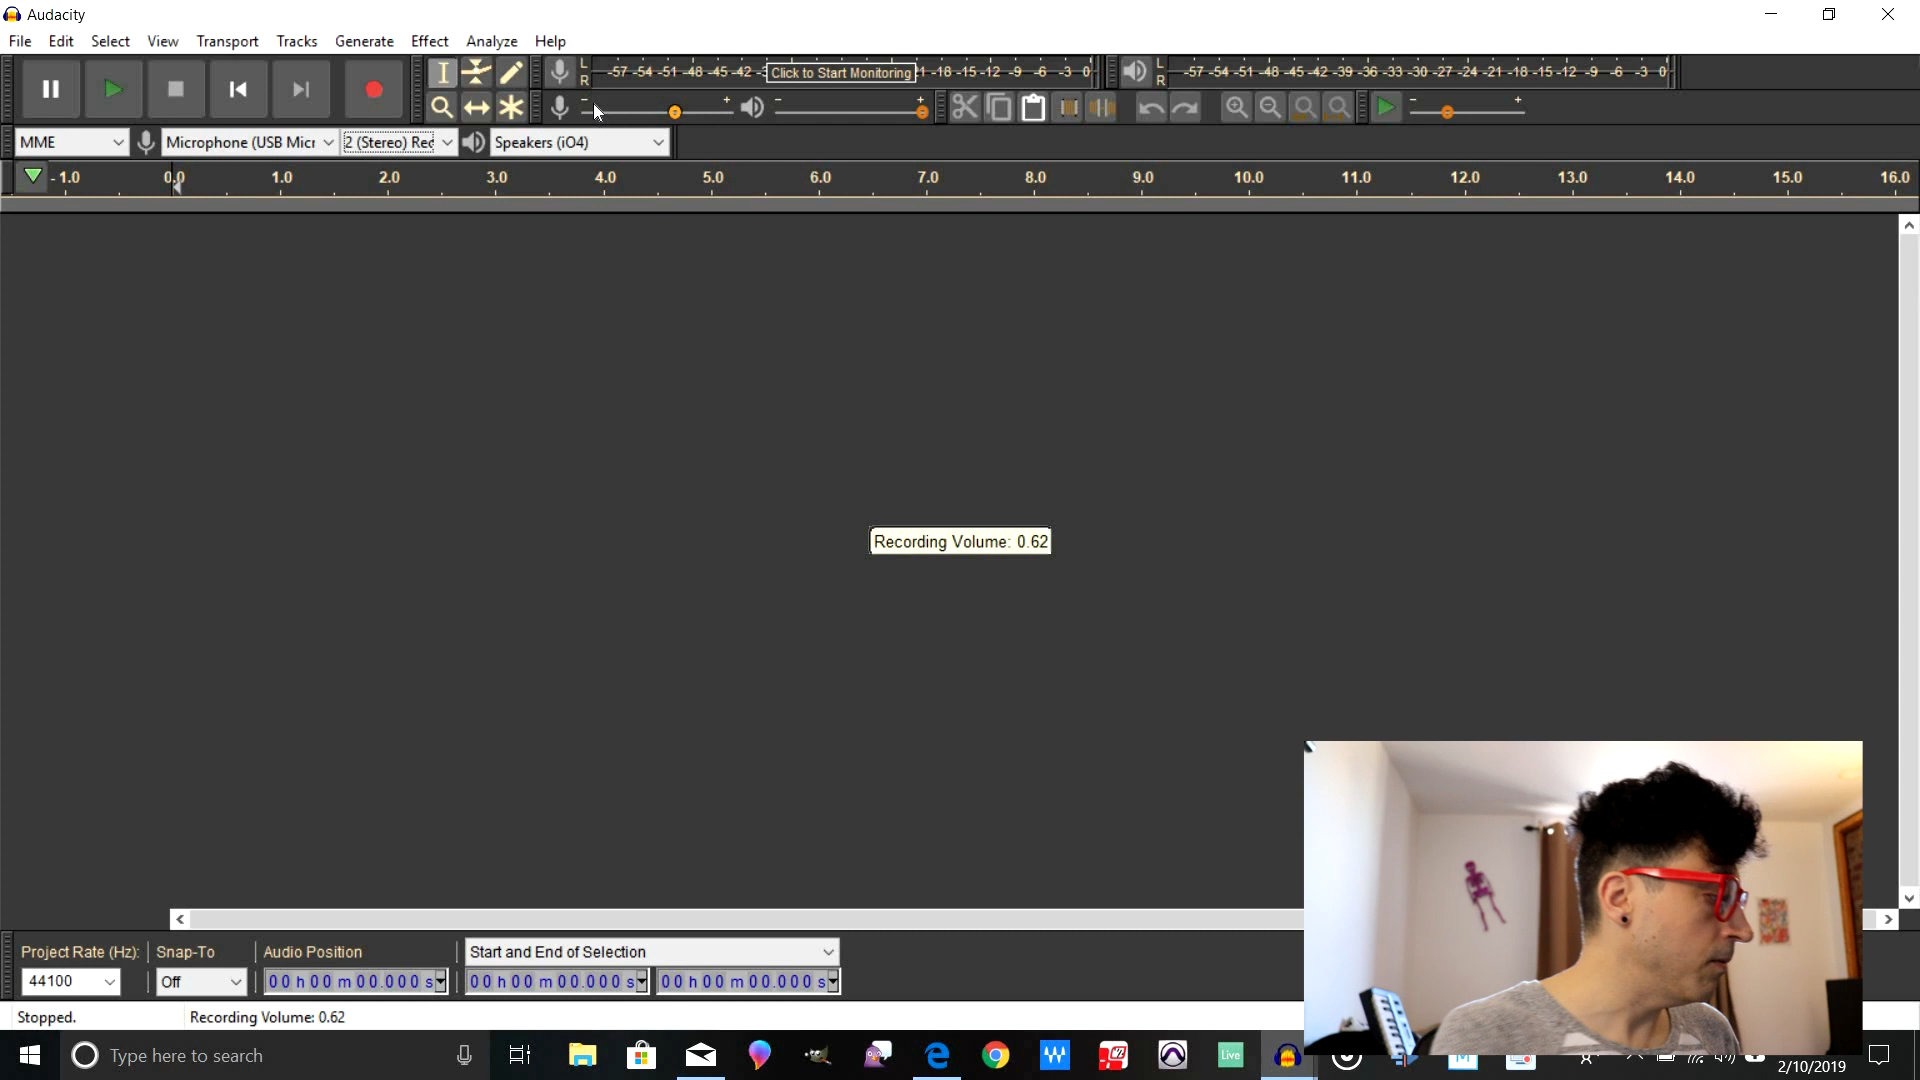 Audacity
File Edit Select View Transport Tracks Generate Effect Analyze Help
L
R
-57 -54 -51 -48 -45 -42 -3 Click to Start Monitoring 1 -18 -15 -12 -9 -6 -3 0
L
R
-57 -54 -51 -48 -45 -42 -39 -36 -33 -30 -27 -24 -21 -18 -15 -12 -9 -6 -3 0
- + - + - +
MME Microphone (USB Micr 2 (Stereo) Rec Speakers (iO4)
-1.0 0.0 1.0 2.0 3.0 4.0 5.0 6.0 7.0 8.0 9.0 10.0 11.0 12.0 13.0 14.0 15.0 16.0
Recording Volume: 0.62
Project Rate (Hz): Snap-To Audio Position Start and End of Selection
44100 Off 00 h 00 m 00.000 s 00 h 00 m 00.000 s 00 h 00 m 00.000 s
Stopped. Recording Volume: 0.62
Type here to search
W
Live
2/10/2019